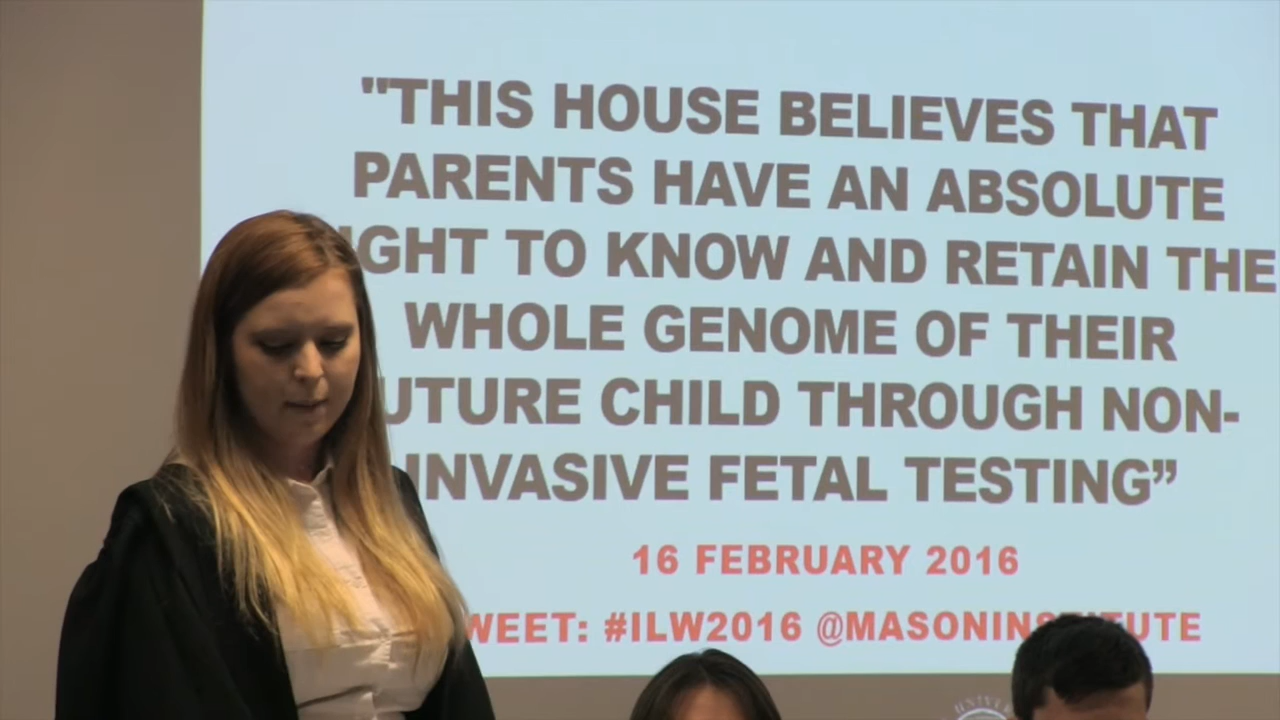 "THIS HOUSE BELIEVES THAT
PARENTS HAVE AN ABSOLUTE
IGHT TO KNOW AND RETAIN THE
WHOLE GENOME OF THEIR
UTURE CHILD THROUGH NON-
INVASIVE FETAL TESTING”
16 FEBRUARY 2016
WEET: #ILW2016 @MASONINSTITUTE